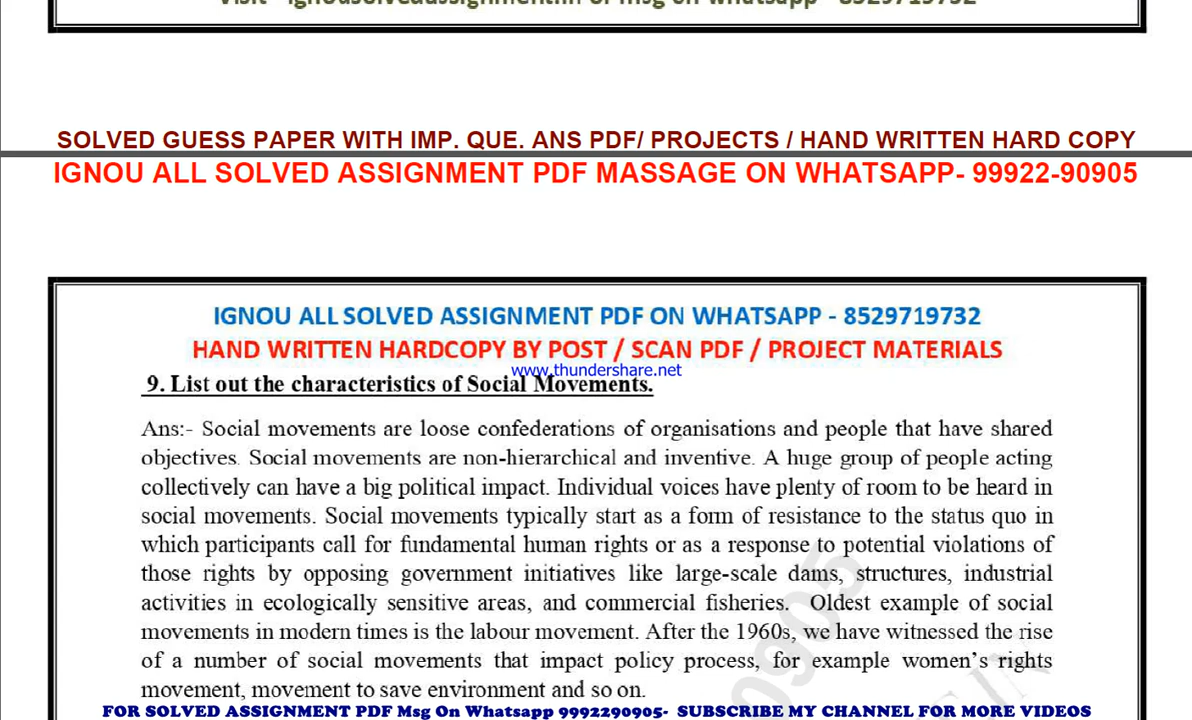 Visit - ignousolvedassignment.in or msg on whatsapp - 8529719732
SOLVED GUESS PAPER WITH IMP. QUE. ANS PDF/ PROJECTS / HAND WRITTEN HARD COPY
IGNOU ALL SOLVED ASSIGNMENT PDF MASSAGE ON WHATSAPP- 99922-90905
IGNOU ALL SOLVED ASSIGNMENT PDF ON WHATSAPP - 8529719732
HAND WRITTEN HARDCOPY BY POST / SCAN PDF / PROJECT MATERIALS
www.thundershare.net
9. List out the characteristics of Social Movements.
Ans:- Social movements are loose confederations of organisations and people that have shared
objectives. Social movements are non-hierarchical and inventive. A huge group of people acting
collectively can have a big political impact. Individual voices have plenty of room to be heard in
social movements. Social movements typically start as a form of resistance to the status quo in
which participants call for fundamental human rights or as a response to potential violations of
those rights by opposing government initiatives like large-scale dams, structures, industrial
activities in ecologically sensitive areas, and commercial fisheries. Oldest example of social
movements in modern times is the labour movement. After the 1960s, we have witnessed the rise
of a number of social movements that impact policy process, for example women's rights
movement, movement to save environment and so on.
FOR SOLVED ASSIGNMENT PDF Msg On Whatsapp 9992290905- SUBSCRIBE MY CHANNEL FOR MORE VIDEOS